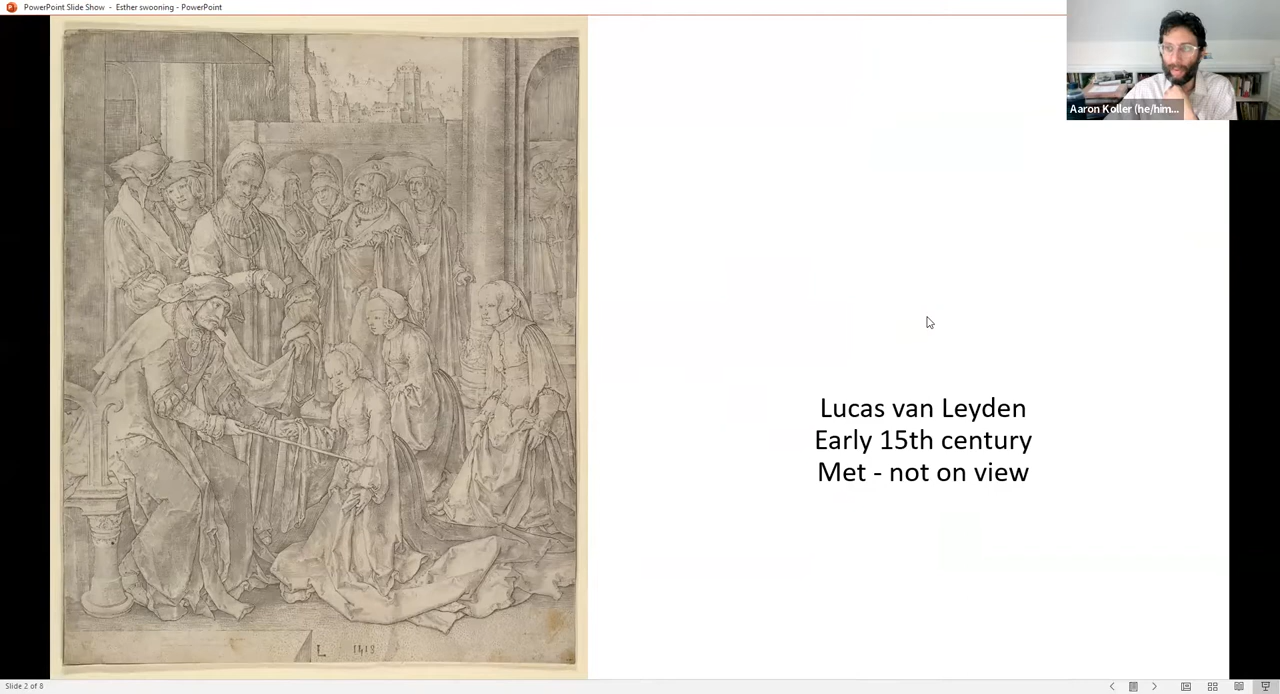 PowerPoint Slide Show - Esther swooning - PowerPoint
Aaron Koller (he/him...
Lucas van Leyden
Early 15th century
Met - not on view
L 1518
Slide 2 of 8